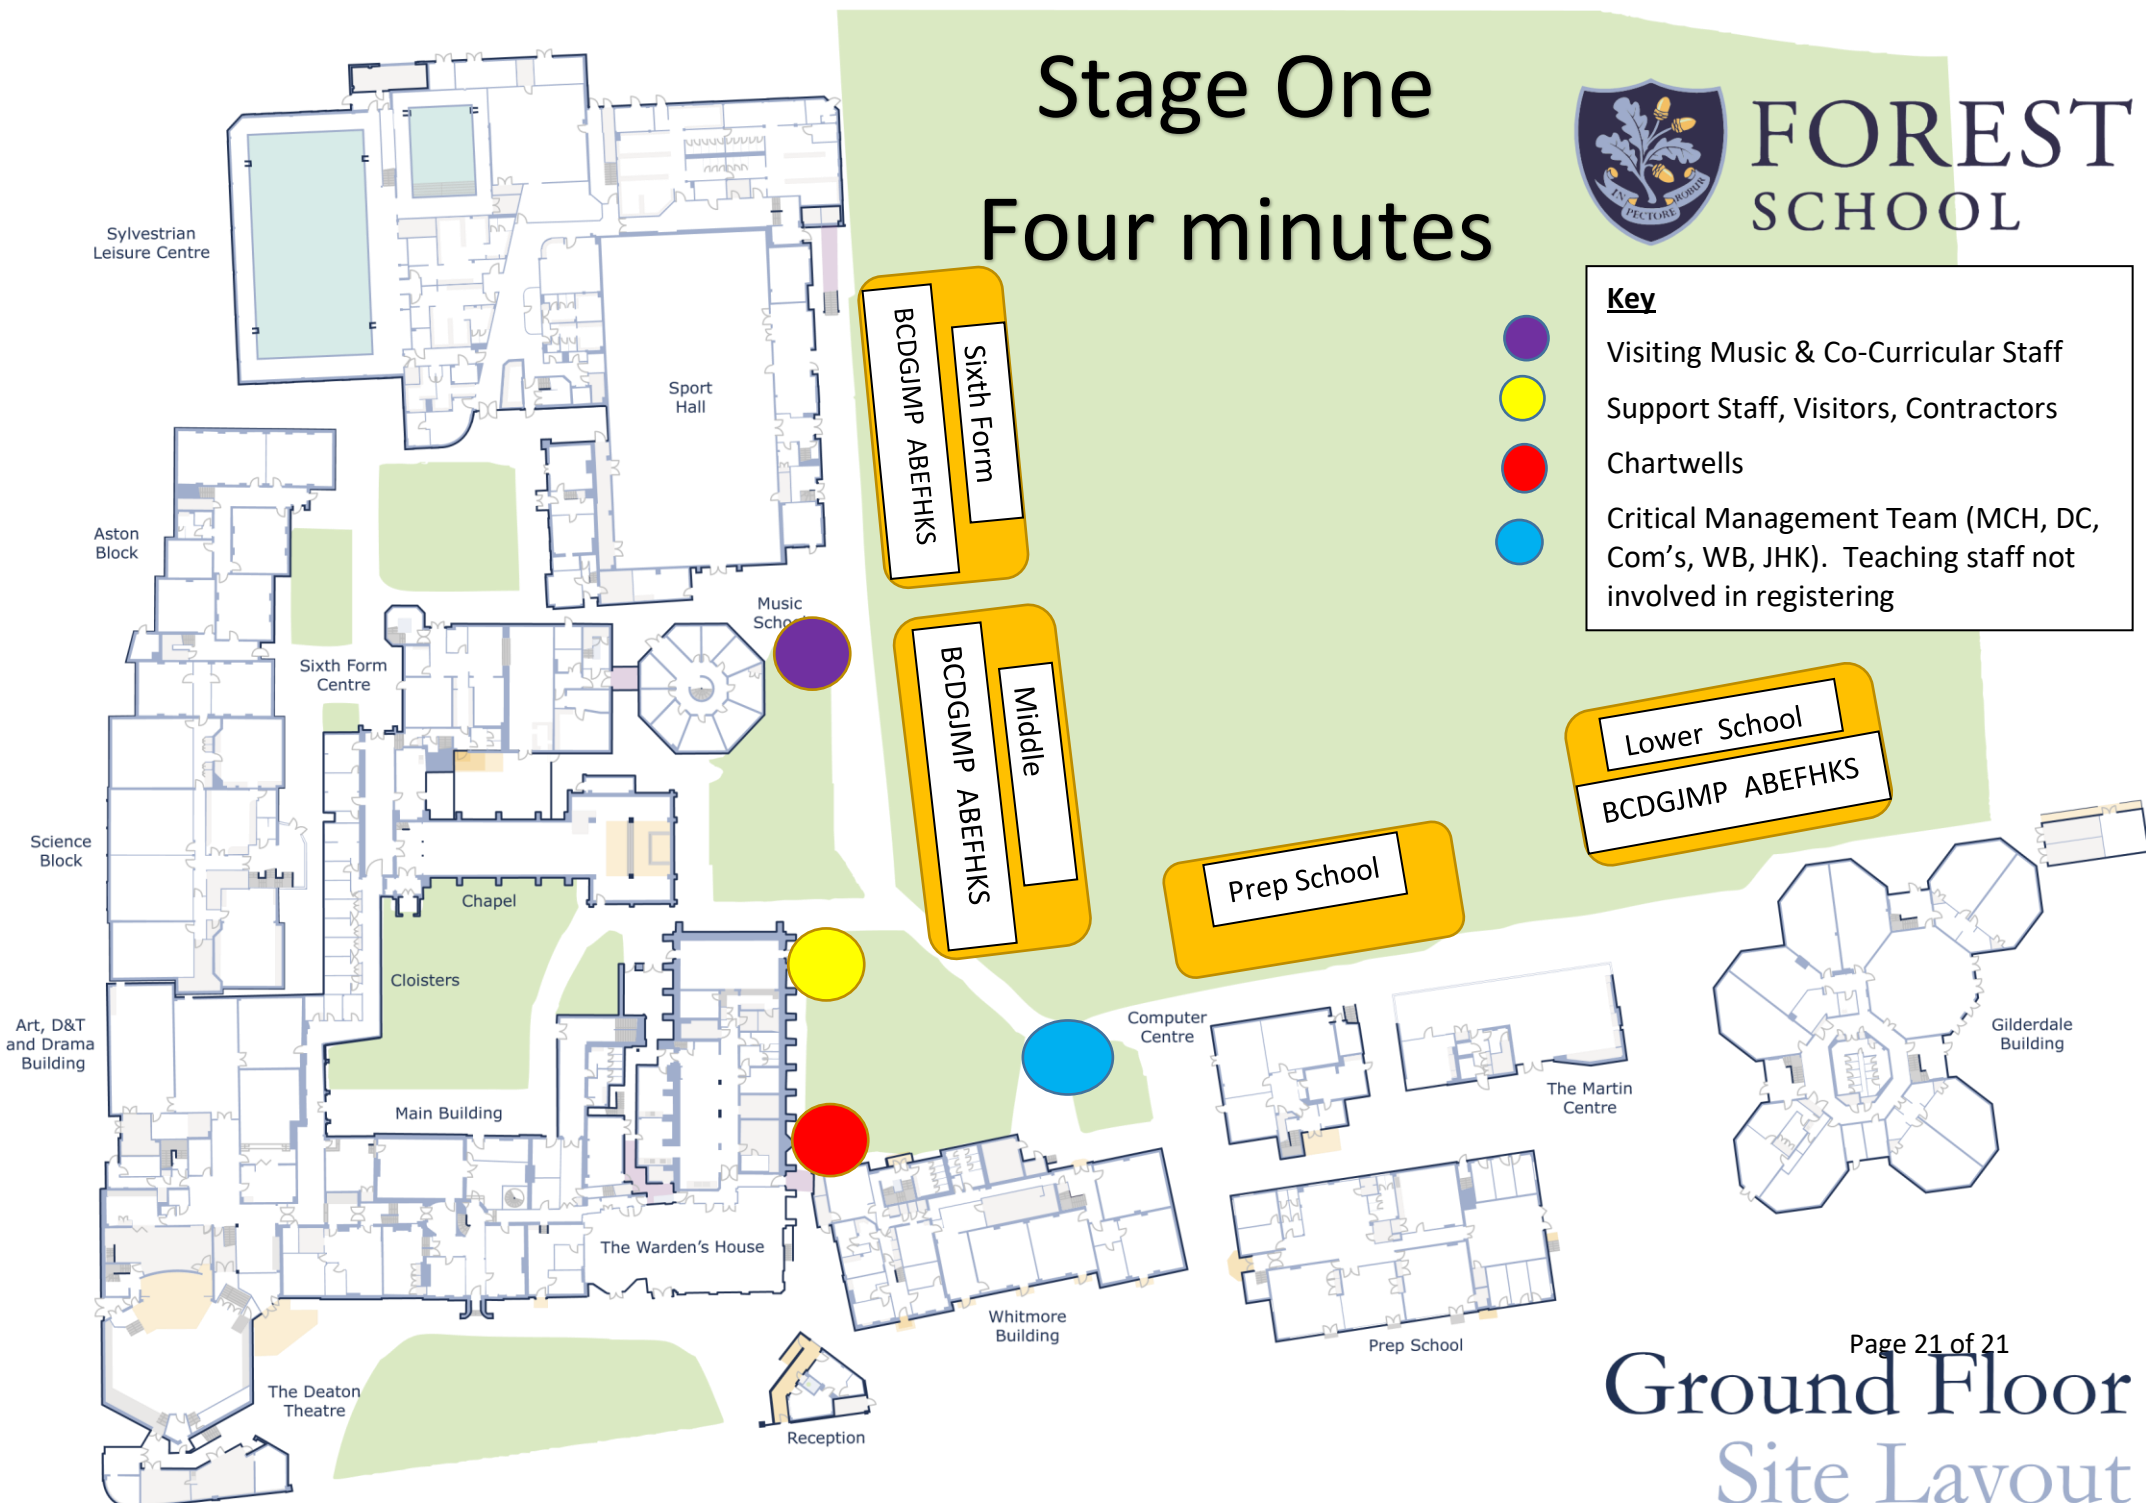 Stage One
Four minutes
FOREST
SCHOOL
IN PECTORE ROBUR
Key
Visiting Music & Co-Curricular Staff
Support Staff, Visitors, Contractors
Chartwells
Critical Management Team (MCH, DC,
Com's, WB, JHK).  Teaching staff not
involved in registering
Sylvestrian
Leisure Centre
Sport
Hall
Sixth Form
BCDGJMP  ABEFHKS
Aston
Block
Music
School
Sixth Form
Centre
Middle
BCDGJMP  ABEFHKS
Lower  School
BCDGJMP  ABEFHKS
Prep School
Science
Block
Chapel
Cloisters
Art, D&T
and Drama
Building
Main Building
Computer
Centre
The Martin
Centre
Gilderdale
Building
The Warden's House
Whitmore
Building
Prep School
The Deaton
Theatre
Reception
Page 21 of 21
Ground Floor
Site Layout